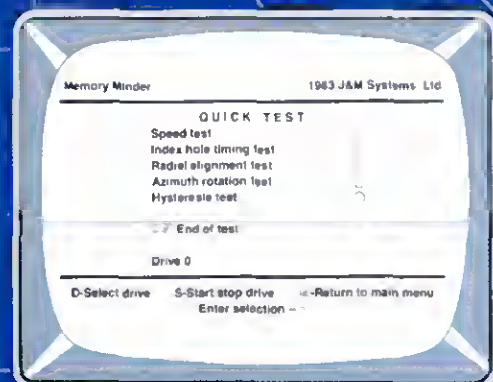 Memory Minder 1983 J&M Systems Ltd
QUICK TEST
Speed test
Index hole timing test
Radial alignment test
Azimuth rotation test
Hysteresis test
End of test
Drive 0
D-Select drive S-Start stop drive -Return to main menu
Enter selection